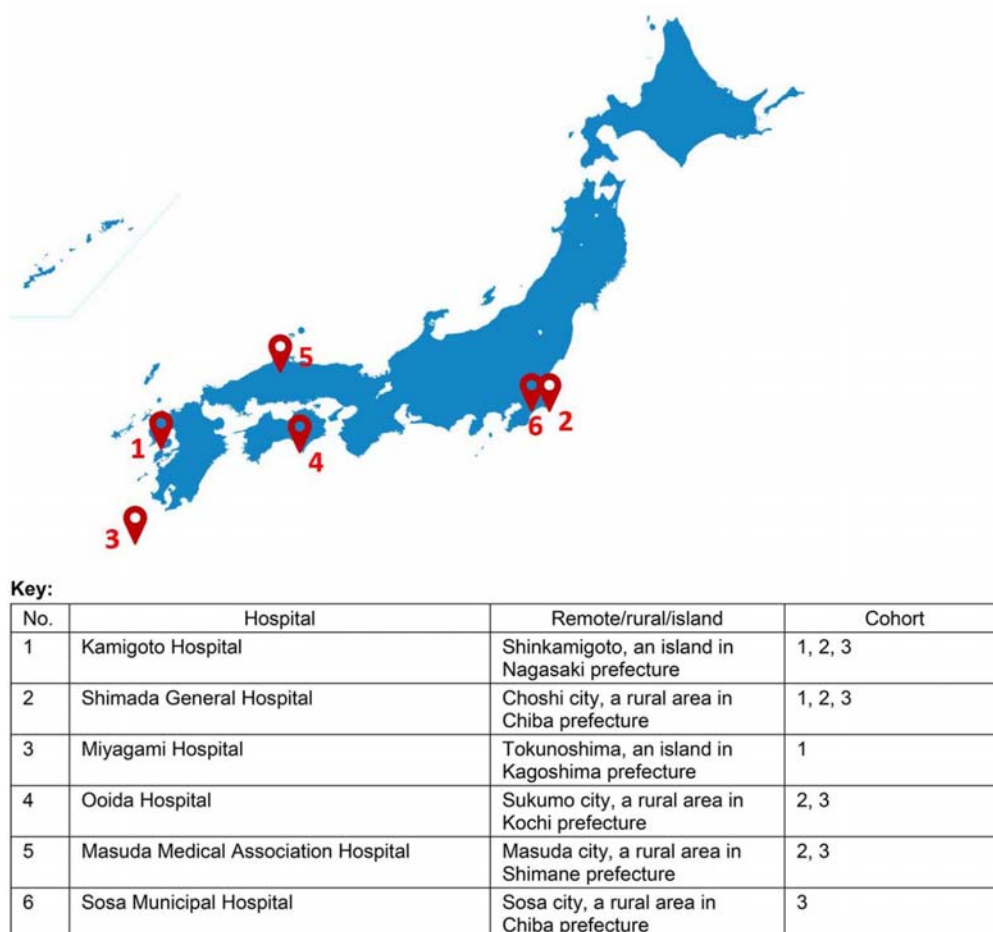 5
1
6 2
4
3
Key:
No. Hospital Remote/rural/island Cohort
1 Kamigoto Hospital Shinkamigoto, an island in Nagasaki prefecture 1, 2, 3
2 Shimada General Hospital Choshi city, a rural area in Chiba prefecture 1, 2, 3
3 Miyagami Hospital Tokunoshima, an island in Kagoshima prefecture 1
4 Ooida Hospital Sukumo city, a rural area in Kochi prefecture 2, 3
5 Masuda Medical Association Hospital Masuda city, a rural area in Shimane prefecture 2, 3
6 Sosa Municipal Hospital Sosa city, a rural area in Chiba prefecture 3